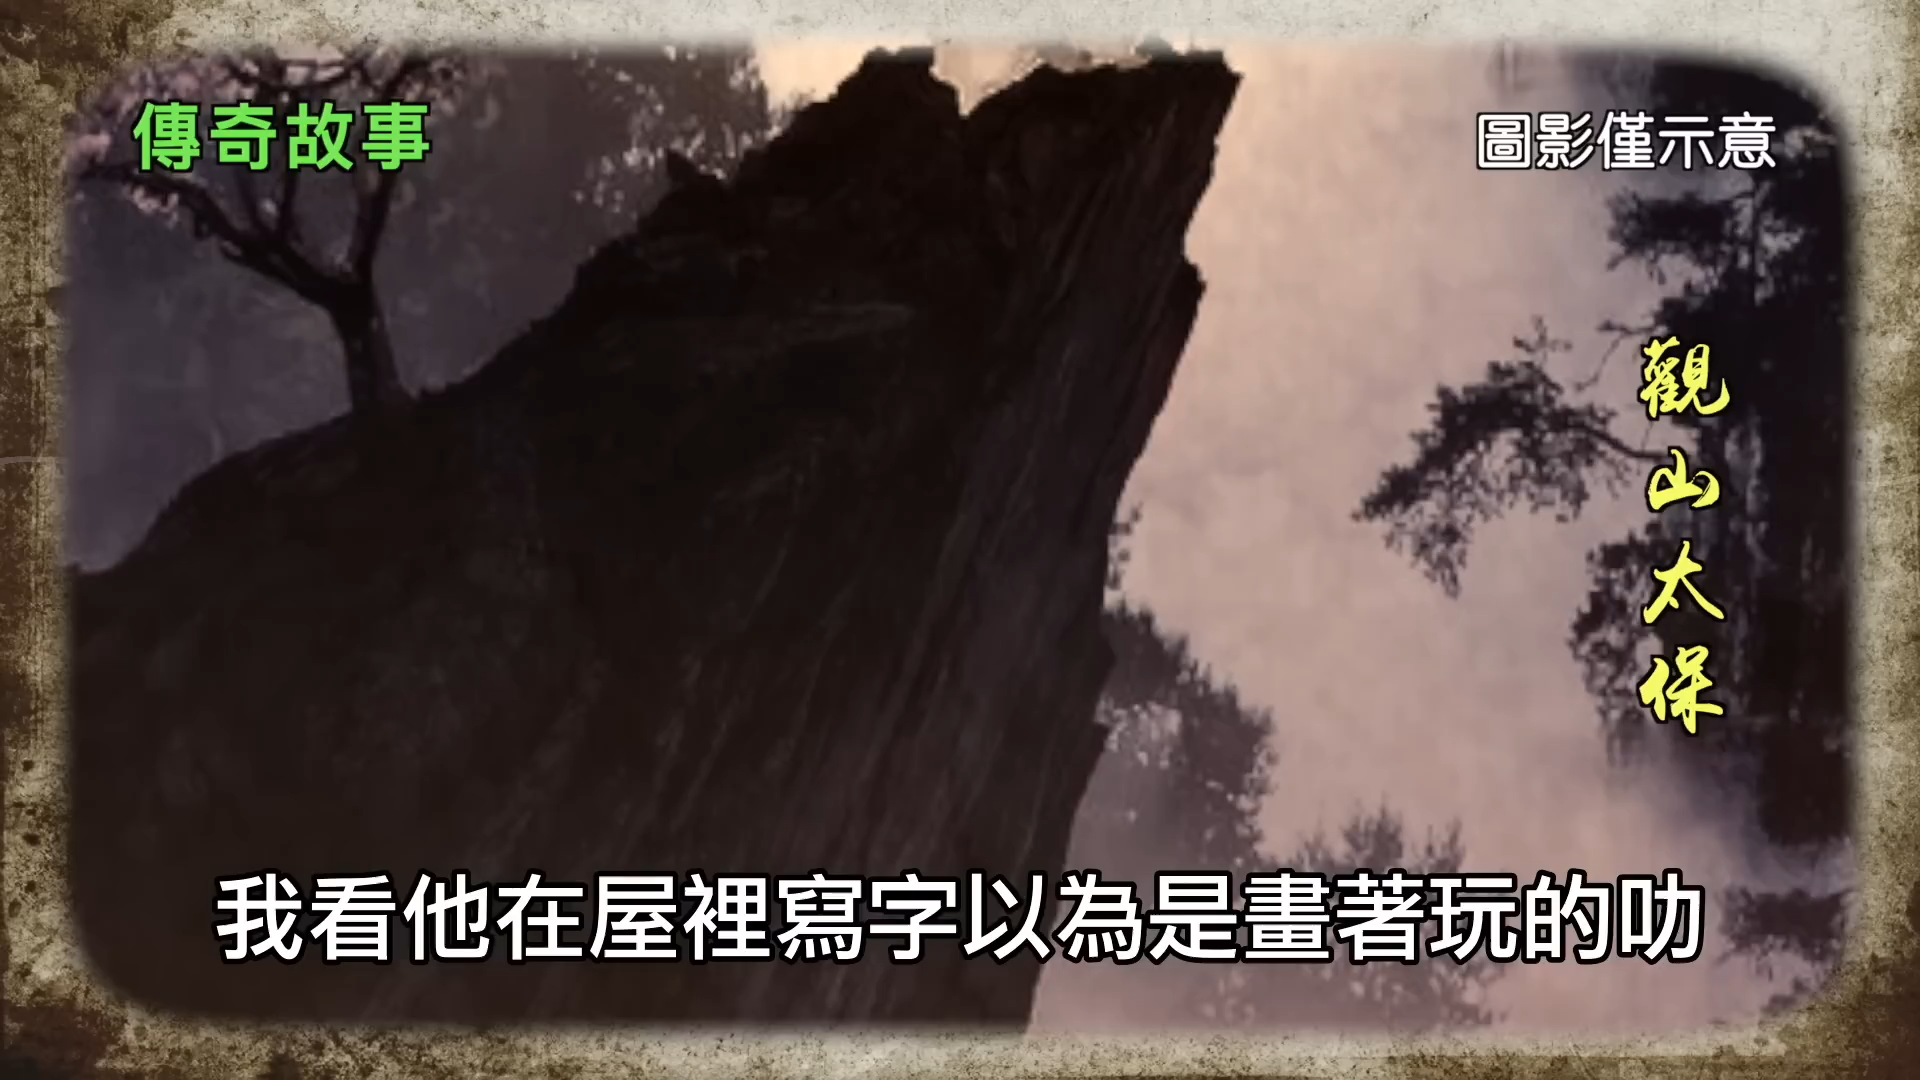 傳奇故事
圖影僅示意
觀山太保
我看他在屋裡寫字以為是畫著玩的叻